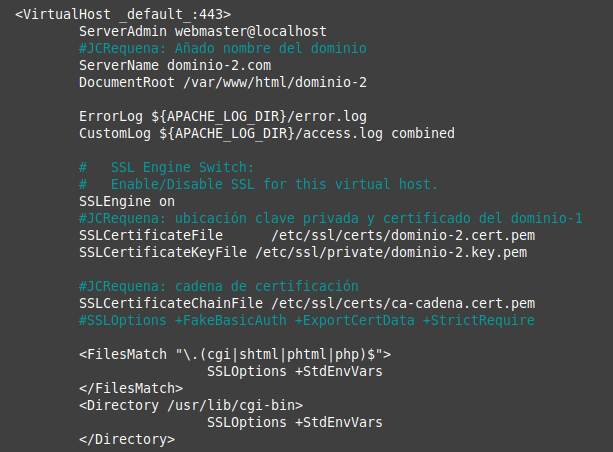 <VirtualHost _default_:443>
ServerAdmin webmaster@localhost
#JCRequena: Añado nombre del dominio
ServerName dominio-2.com
DocumentRoot /var/www/html/dominio-2
ErrorLog ${APACHE_LOG_DIR}/error.log
CustomLog ${APACHE_LOG_DIR}/access.log combined
#   SSL Engine Switch:
#   Enable/Disable SSL for this virtual host.
SSLEngine on
#JCRequena: ubicación clave privada y certificado del dominio-1
SSLCertificateFile      /etc/ssl/certs/dominio-2.cert.pem
SSLCertificateKeyFile /etc/ssl/private/dominio-2.key.pem
#JCRequena: cadena de certificación
SSLCertificateChainFile /etc/ssl/certs/ca-cadena.cert.pem
#SSLOptions +FakeBasicAuth +ExportCertData +StrictRequire
<FilesMatch "\.(cgi|shtml|phtml|php)$">
SSLOptions +StdEnvVars
</FilesMatch>
<Directory /usr/lib/cgi-bin>
SSLOptions +StdEnvVars
</Directory>